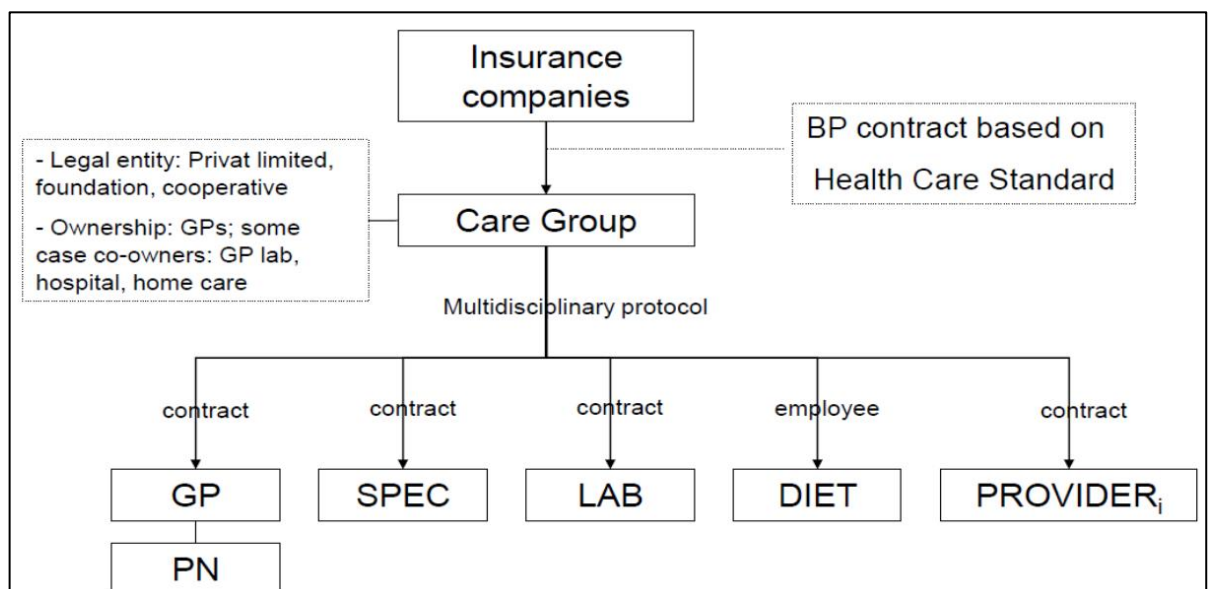 Insurance
companies
BP contract based on
Health Care Standard
- Legal entity: Privat limited,
foundation, cooperative
- Ownership: GPs; some
case co-owners: GP lab,
hospital, home care
Care Group
Multidisciplinary protocol
contract
contract
contract
employee
contract
GP
SPEC
LAB
DIET
PROVIDERi
PN